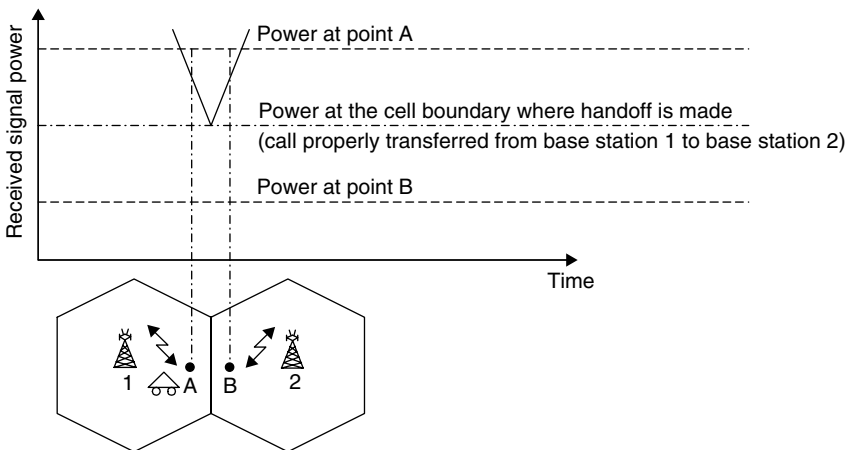 Received signal power
Power at point A
Power at the cell boundary where handoff is made
(call properly transferred from base station 1 to base station 2)
Power at point B
Time
1
A
B
2